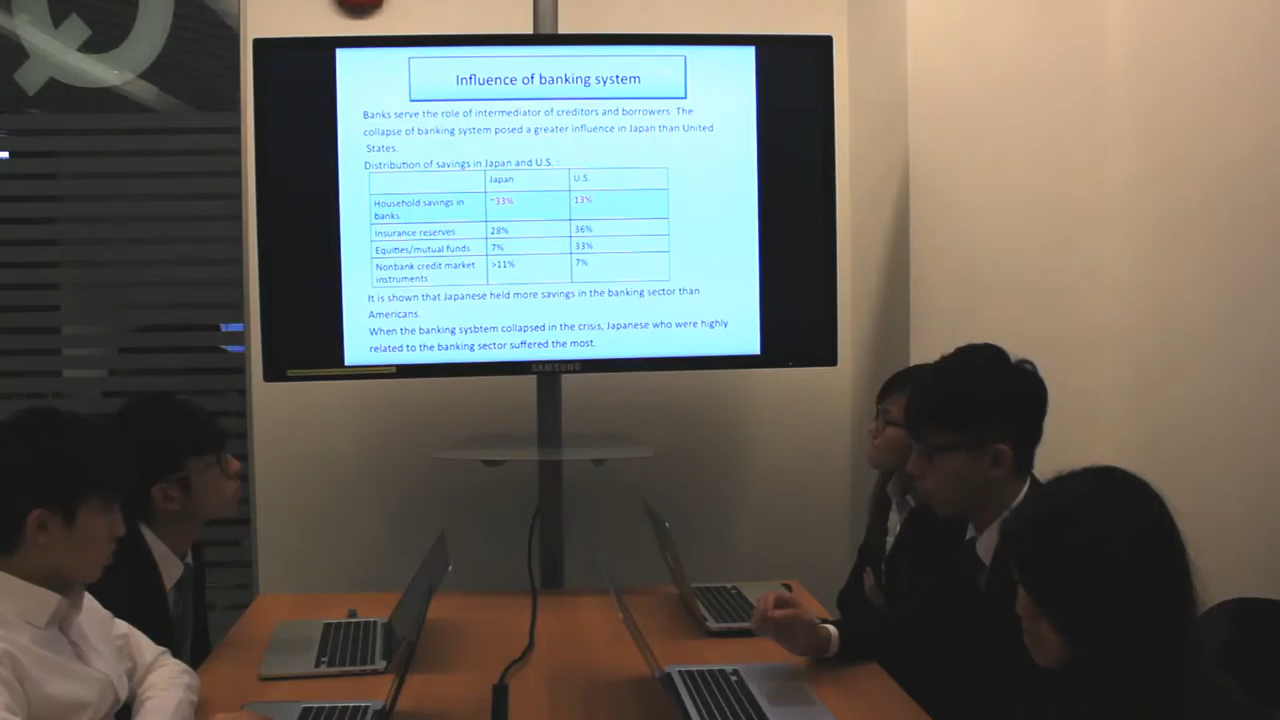 Influence of banking system
Banks serve the role of intermediator of creditors and borrowers. The
collapse of banking system posed a greater influence in Japan than United
States.
Distribution of savings in Japan and U.S. :
Japan U.S.
Household savings in banks ~33% 13%
Insurance reserves 28% 36%
Equities/mutual funds 7% 33%
Nonbank credit market instruments >11% 7%
It is shown that Japanese held more savings in the banking sector than
Americans.
When the banking sysbtem collapsed in the crisis, Japanese who were highly
related to the banking sector suffered the most.
SAMSUNG